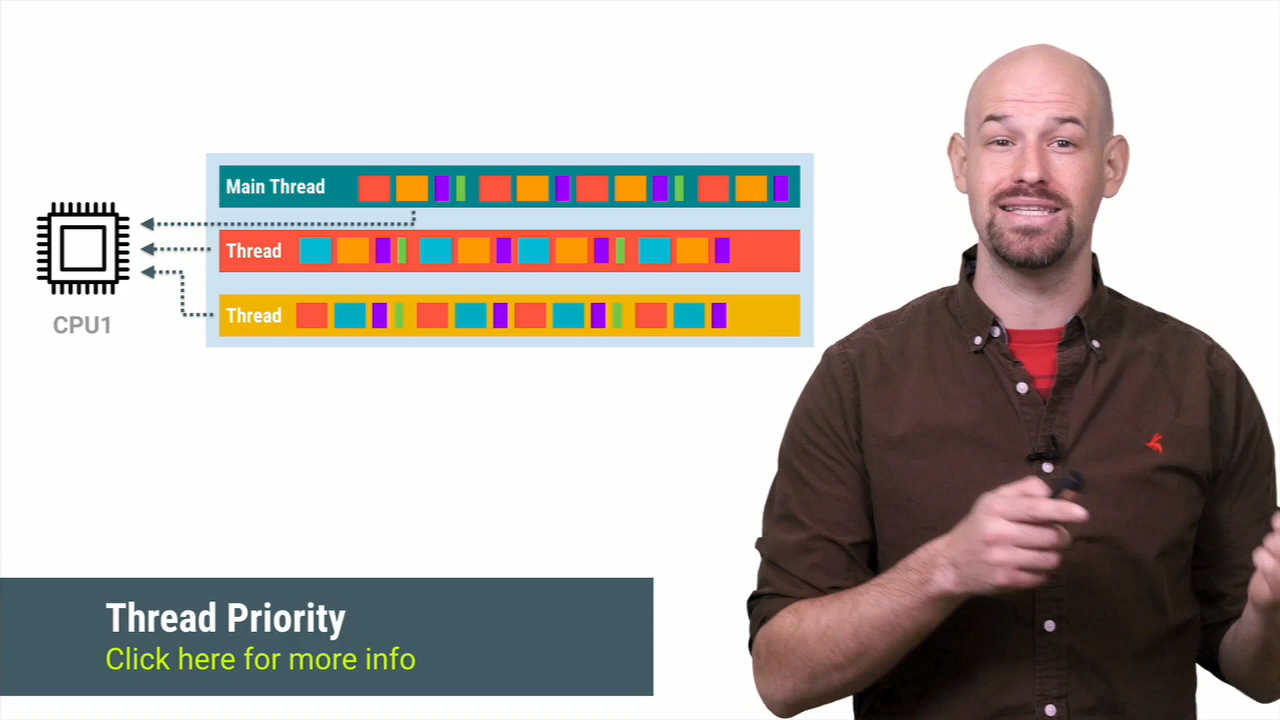 Main Thread
Thread
Thread
CPU1
Thread Priority
Click here for more info